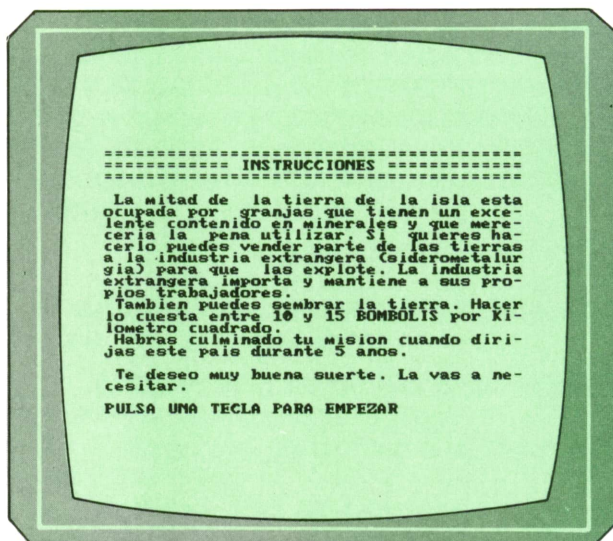 ========================================
============ INSTRUCCIONES =============
========================================
La mitad de la tierra de la isla esta
ocupada por granjas que tienen un exce-
lente contenido en minerales y que mere-
ceria la pena utilizar. Si quieres ha-
cerlo puedes vender parte de las tierras
a la industria extrangera (siderometalur
gia) para que las explote. La industria
extrangera importa y mantiene a sus pro-
pios trabajadores.
Tambien puedes sembrar la tierra. Hacer
lo cuesta entre 10 y 15 BOMBOLIS por Ki-
lometro cuadrado.
Habras culminado tu mision cuando diri-
jas este pais durante 5 anos.
Te deseo muy buena suerte. La vas a ne-
cesitar.
PULSA UNA TECLA PARA EMPEZAR